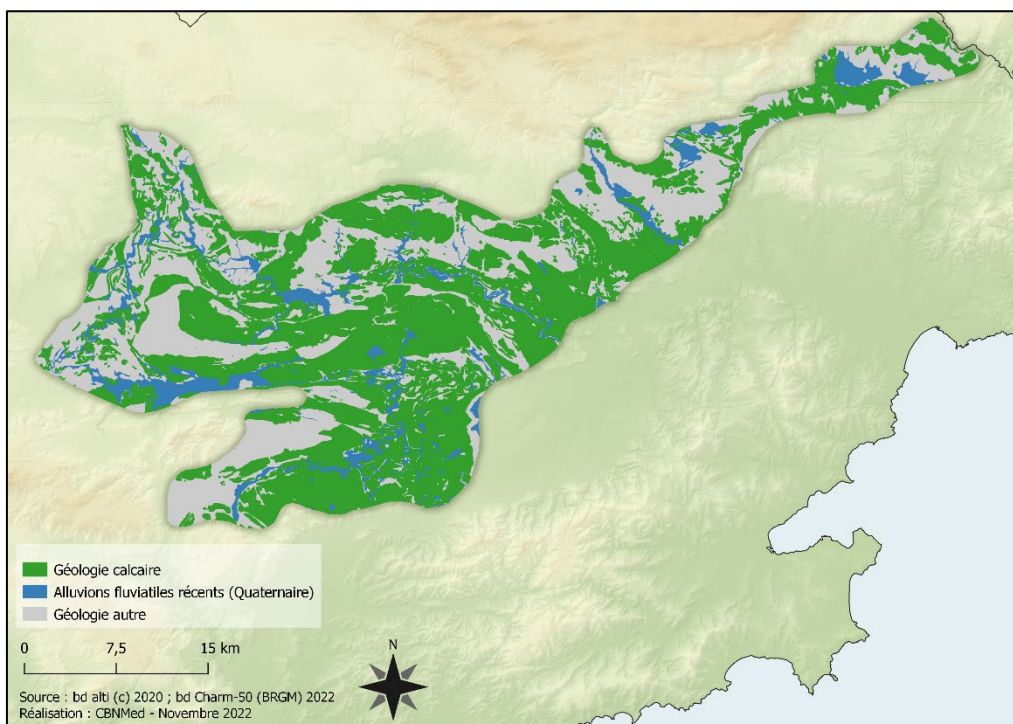 Géologie calcaire
Alluvions fluviatiles récents (Quaternaire)
Géologie autre
0 7,5 15 km
N
Source : bd alti (c) 2020 ; bd Charm-50 (BRGM) 2022
Réalisation : CBNMed - Novembre 2022